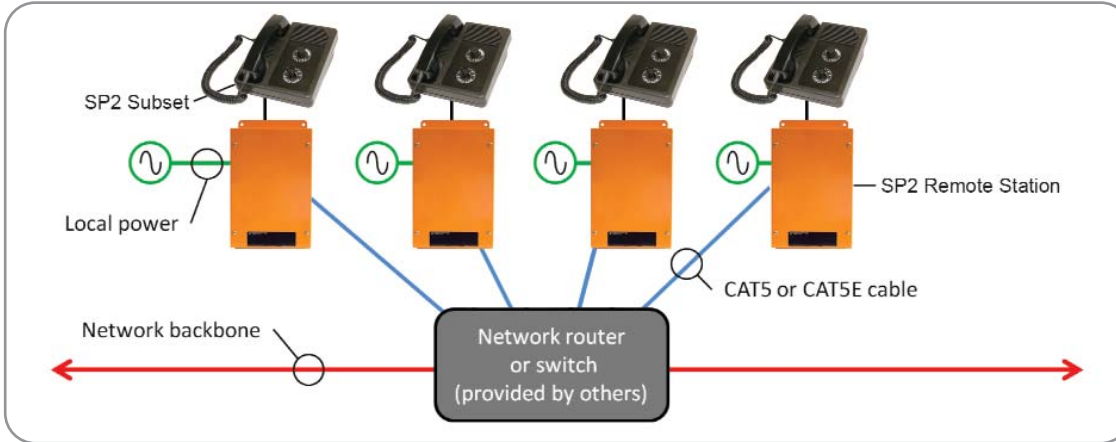 SP2 Subset
SP2 Remote Station
Local power
CAT5 or CAT5E cable
Network backbone
Network router
or switch
(provided by others)